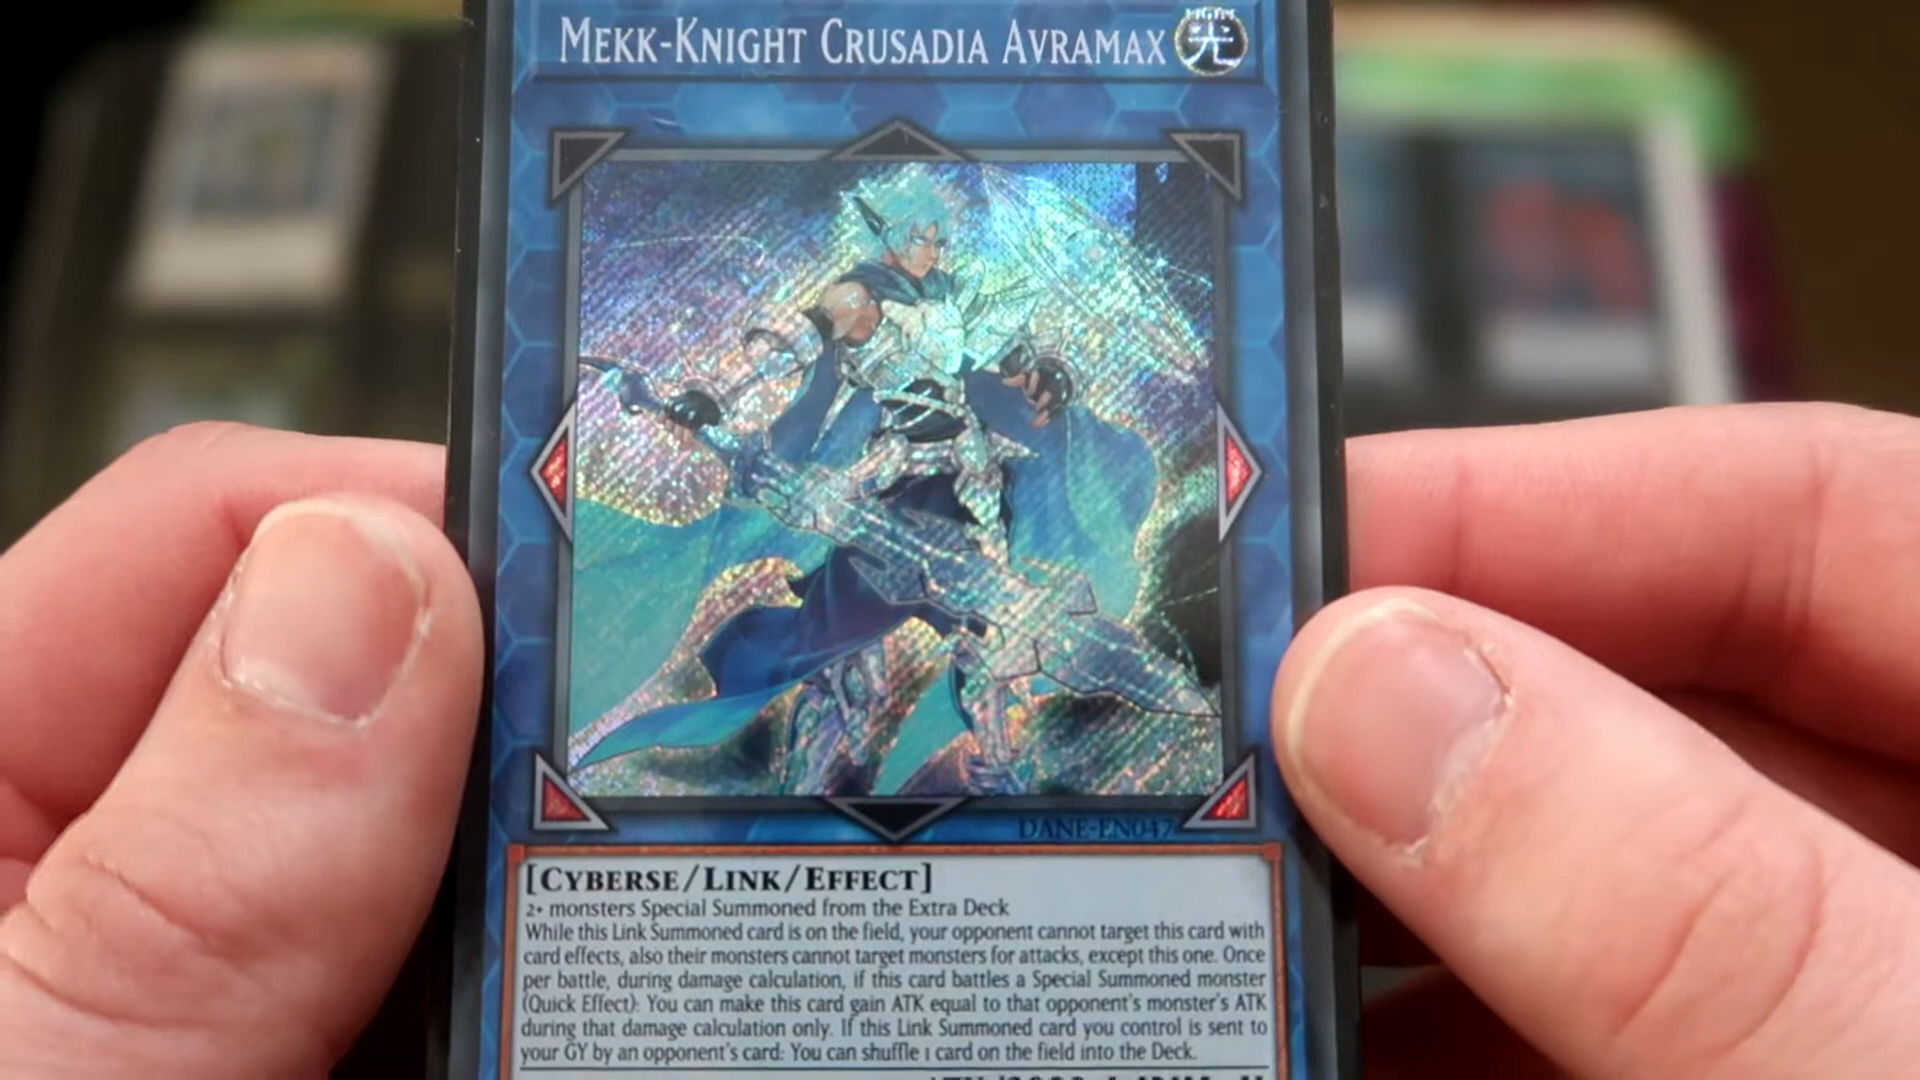 MEKK-KNIGHT CRUSADIA AVRAMAX
光
DANE-EN047
[CYBERSE/LINK/EFFECT]
2+ monsters Special Summoned from the Extra Deck
While this Link Summoned card is on the field, your opponent cannot target this card with
card effects, also their monsters cannot target monsters for attacks, except this one. Once
per battle, during damage calculation, if this card battles a Special Summoned monster
(Quick Effect): You can make this card gain ATK equal to that opponent's monster's ATK
during that damage calculation only. If this Link Summoned card you control is sent to
your GY by an opponent's card: You can shuffle 1 card on the field into the Deck.